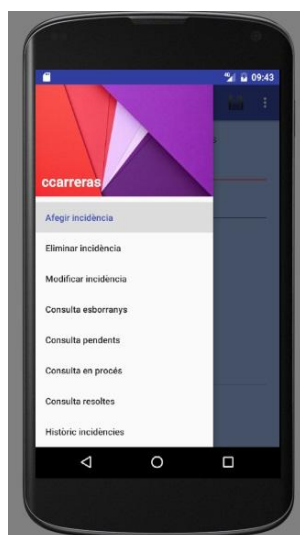 09:43
ccarreras
Afegir incidència
Eliminar incidència
Modificar incidència
Consulta esborranys
Consulta pendents
Consulta en procés
Consulta resoltes
Històric incidències